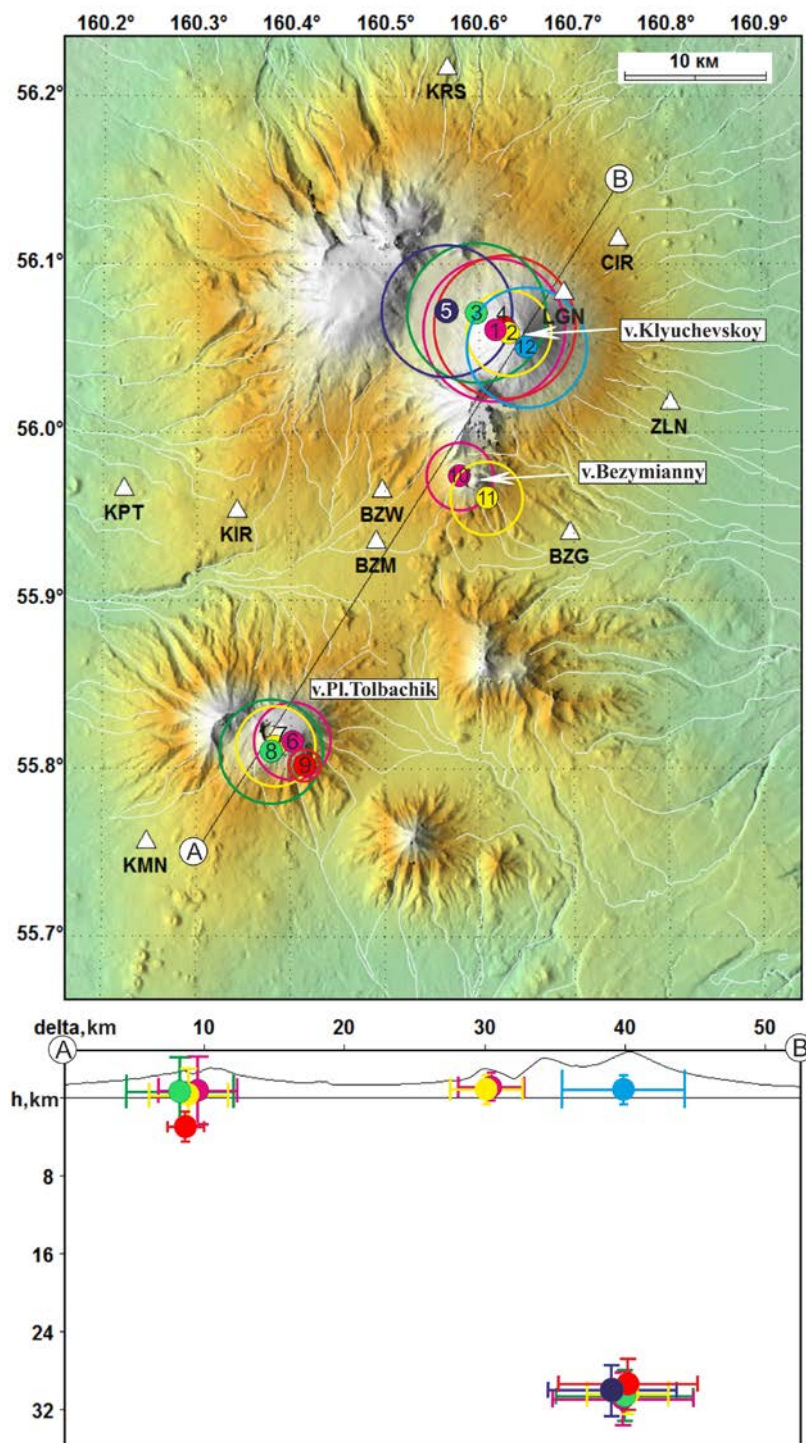 160.2° 160.3° 160.4° 160.5° 160.6° 160.7° 160.8° 160.9°
10 км
KRS
56.2°
B
CIR
56.1°
LGN
5 3 4
1 2
v.Klyuchevskoy
12
ZLN
56.0°
KPT
KIR
BZW
10
v.Bezymianny
11
BZM
BZG
55.9°
v.Pl.Tolbachik
7
8 6
9
55.8°
KMN
A
55.7°
delta,km 10 20 30 40 50
A B
h,km
8
16
24
32